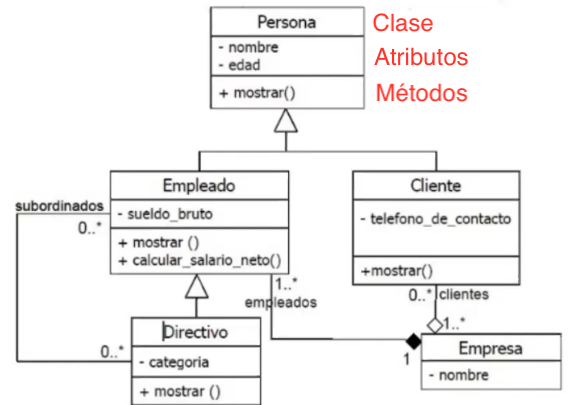 Persona
Clase
- nombre
- edad
Atributos
+ mostrar()
Métodos
Empleado
- sueldo_bruto
+ mostrar ()
+ calcular_salario_neto()
Cliente
- telefono_de_contacto
+mostrar()
subordinados
0..*
1..*
empleados
0..* clientes
1..*
1
Directivo
- categoria
+ mostrar ()
0..*
Empresa
- nombre